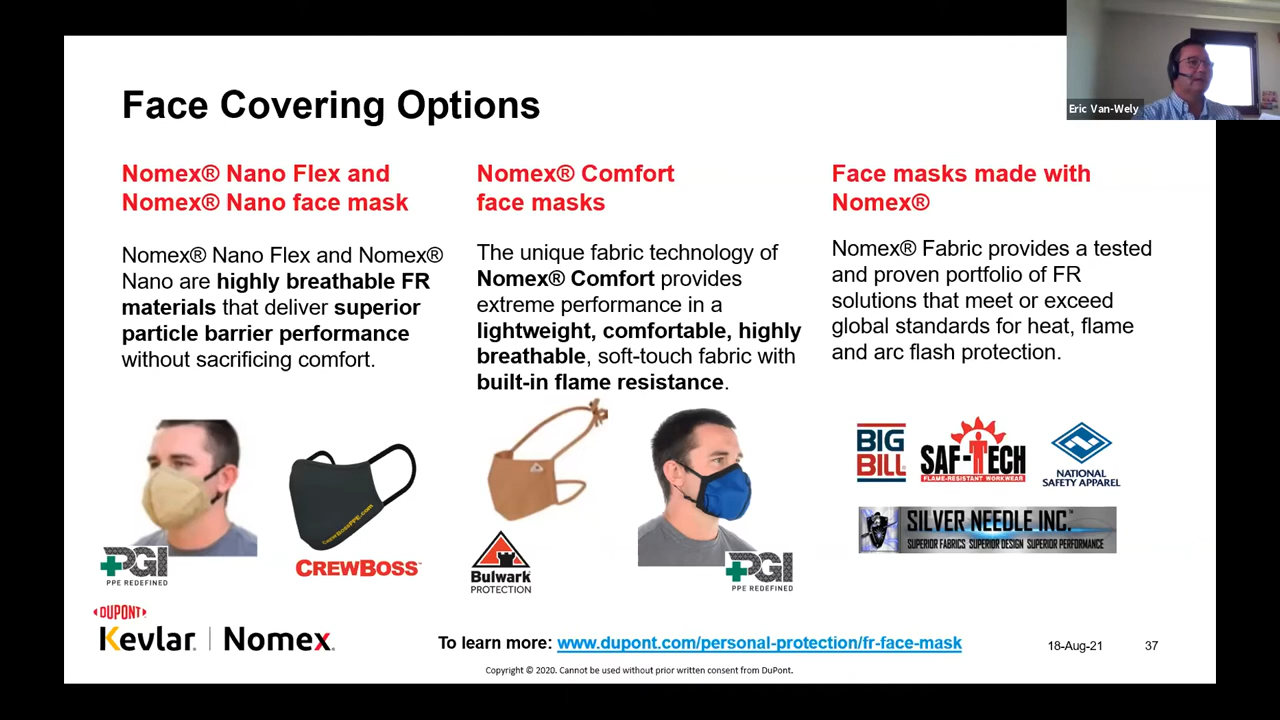 Face Covering Options
Eric Van-Wely
Nomex® Nano Flex and
Nomex® Nano face mask
Nomex® Nano Flex and Nomex®
Nano are highly breathable FR
materials that deliver superior
particle barrier performance
without sacrificing comfort.
Nomex® Comfort
face masks
The unique fabric technology of
Nomex® Comfort provides
extreme performance in a
lightweight, comfortable, highly
breathable, soft-touch fabric with
built-in flame resistance.
Face masks made with
Nomex®
Nomex® Fabric provides a tested
and proven portfolio of FR
solutions that meet or exceed
global standards for heat, flame
and arc flash protection.
PGI
PPE REDEFINED
CrewBossPPE.com
CREWBOSS™
Bulwark
PROTECTION
PGI
PPE REDEFINED
BIG
BILL®
SAF-TECH
FLAME-RESISTANT WORKWEAR
NATIONAL
SAFETY APPAREL
SILVER NEEDLE INC.™
SUPERIOR FABRICS SUPERIOR DESIGN SUPERIOR PERFORMANCE
DUPONT
Kevlar® | Nomex®
To learn more: www.dupont.com/personal-protection/fr-face-mask
18-Aug-21
37
Copyright © 2020. Cannot be used without prior written consent from DuPont.